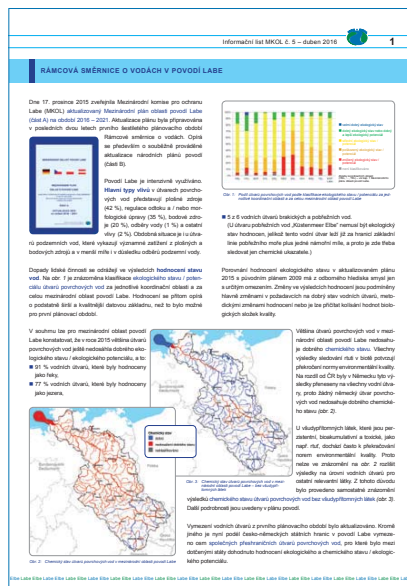 Informační list MKOL č. 5 – duben 2016
1
RÁMCOVÁ SMĚRNICE O VODÁCH V POVODÍ LABE
Dne 17. prosince 2015 zveřejnila Mezinárodní komise pro ochranu
Labe (MKOL) aktualizovaný Mezinárodní plán oblasti povodí Labe
(část A) na období 2016 – 2021. Aktualizace plánu byla připravována
v posledních dvou letech prvního šestiletého plánovacího období
Rámcové směrnice o vodách. Opírá
se především o souběžně prováděné
aktualizace národních plánů povodí
(část B).
Povodí Labe je intenzivně využíváno.
Hlavní typy vlivů v útvarech povrcho-
vých vod představují plošné zdroje
(42 %), regulace odtoku a / nebo mor-
fologické úpravy (35 %), bodové zdro-
je (20 %), odběry vody (1 %) a ostatní
vlivy (2 %). Obdobná situace je i u útva-
rů podzemních vod, které vykazují významné zatížení z plošných a
bodových zdrojů a v menší míře i v důsledku odběrů podzemní vody.
Dopady lidské činnosti se odrážejí ve výsledcích hodnocení stavu
vod. Na obr. 1 je znázorněna klasifikace ekologického stavu / poten-
ciálu útvarů povrchových vod za jednotlivé koordinační oblasti a za
celou mezinárodní oblast povodí Labe. Hodnocení se přitom opírá
o podstatně širší a kvalitnější datovou základnu, než to bylo možné
pro první plánovací období.
V souhrnu lze pro mezinárodní oblast povodí
Labe konstatovat, že v roce 2015 většina útvarů
povrchových vod ještě nedosáhla dobrého eko-
logického stavu / ekologického potenciálu, a to:
■ 91 % vodních útvarů, které byly hodnoceny
jako řeky,
■ 77 % vodních útvarů, které byly hodnoceny
jako jezera,
■ 5 z 6 vodních útvarů brakických a pobřežních vod.
(U útvaru pobřežních vod „Küstenmeer Elbe“ nemusí být ekologický
stav hodnocen, jelikož tento vodní útvar leží již za hranicí základní
linie pobřežního moře plus jedné námořní míle, a proto je zde třeba
sledovat jen chemické ukazatele.)
Porovnání hodnocení ekologického stavu v aktualizovaném plánu
2015 s původním plánem 2009 má z odborného hlediska smysl jen
s určitým omezením. Změny ve výsledcích hodnocení jsou podmíněny
hlavně změnami v požadavcích na dobrý stav vodních útvarů, meto-
dickými změnami hodnocení nebo je lze přičítat kolísání hodnot biolo-
gických složek kvality.
Většina útvarů povrchových vod v mezi-
národní oblasti povodí Labe nedosahu-
je dobrého chemického stavu. Všechny
výsledky sledování rtuti v biotě potvrzují
překročení normy environmentální kvality.
Na rozdíl od ČR byly v Německu tyto vý-
sledky přeneseny na všechny vodní útva-
ry, proto žádný německý útvar povrcho-
vých vod nedosahuje dobrého chemické-
ho stavu (obr. 2).
U všudypřítomných látek, které jsou per-
zistentní, bioakumulativní a toxické, jako
např. rtuť, dochází často k překračování
norem environmentální kvality. Proto
nelze ve znázornění na obr. 2 rozlišit
výsledky na úrovni vodních útvarů pro
ostatní relevantní látky. Z tohoto důvodu
bylo provedeno samostatné znázornění
výsledků chemického stavu útvarů povrchových vod bez všudypřítomných látek (obr. 3).
Další podrobnosti jsou uvedeny v plánu povodí.
Vymezení vodních útvarů z prvního plánovacího období bylo aktualizováno. Kromě
jiného je nyní podél česko-německých státních hranic v povodí Labe vymeze-
no osm společných přeshraničních útvarů povrchových vod, pro které bylo mezi
dotčenými státy dohodnuto hodnocení ekologického a chemického stavu / ekologic-
kého potenciálu.